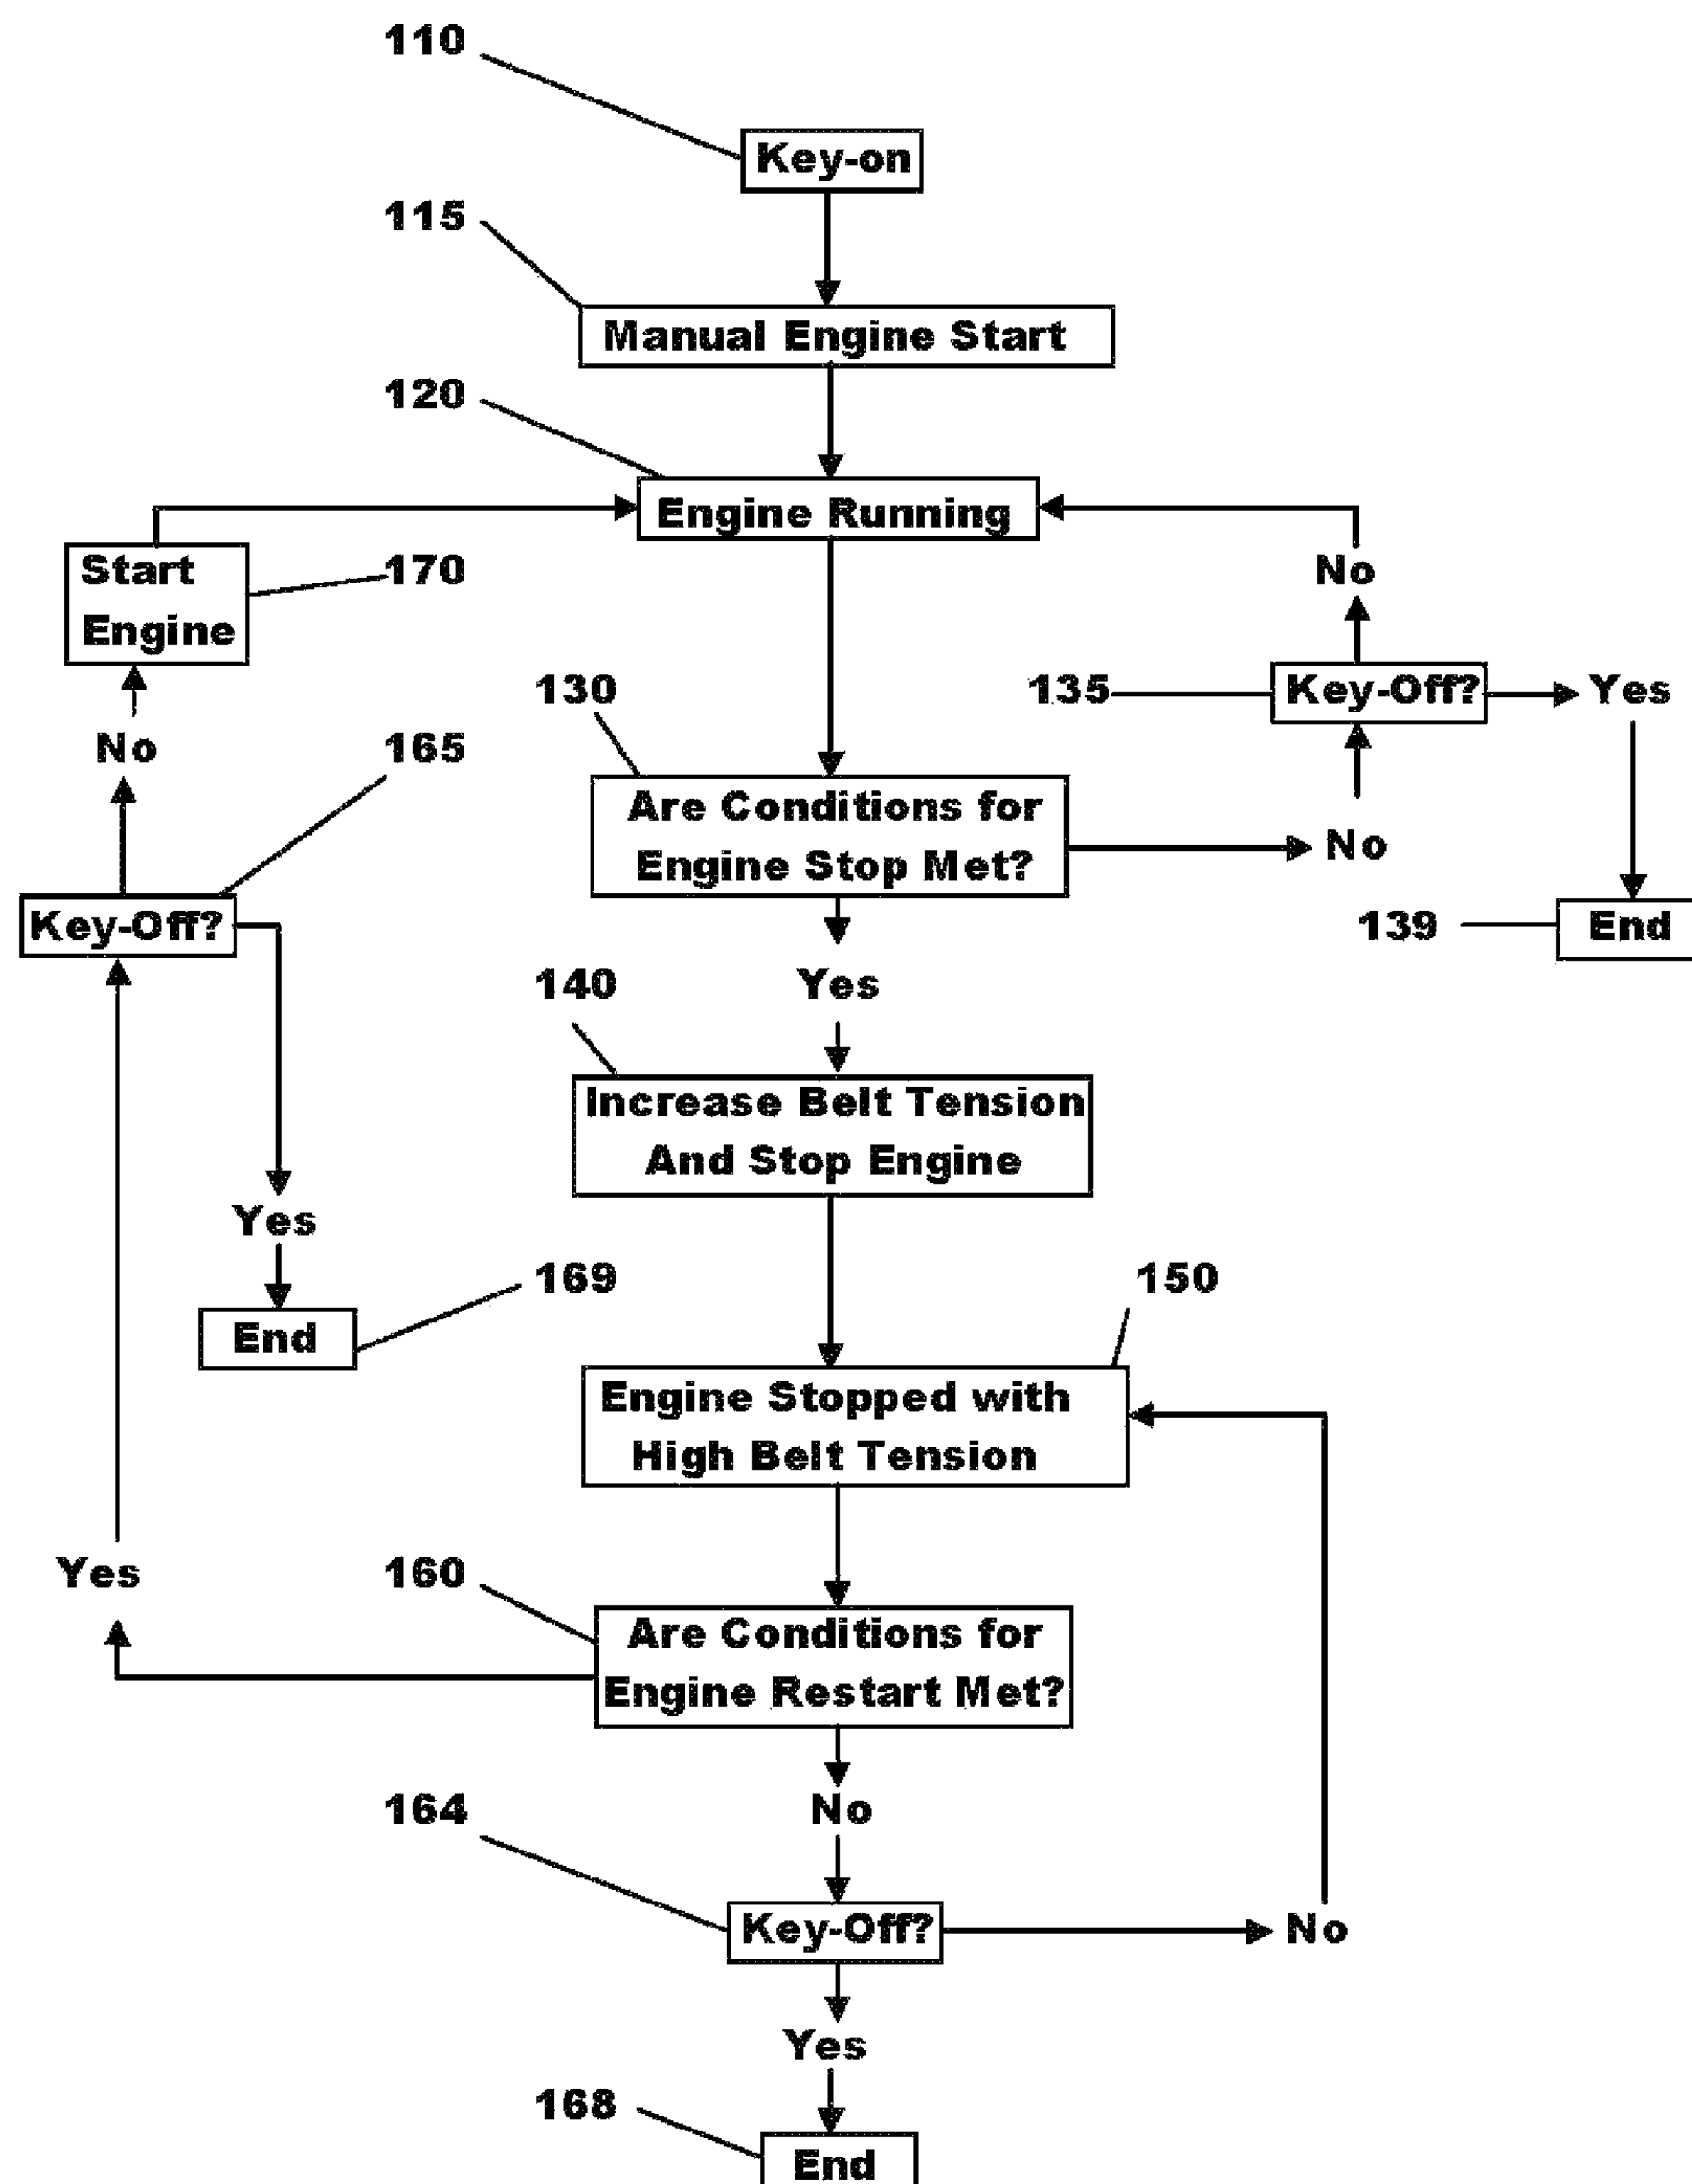 110
Key-on
115
Manual Engine Start
120
Engine Running
Start
Engine
170
No
130
135
Key-Off?
Yes
No
165
Are Conditions for
Engine Stop Met?
No
Key-Off?
139
End
140
Yes
Increase Belt Tension
And Stop Engine
Yes
169
150
End
Engine Stopped with
High Belt Tension
Yes
160
Are Conditions for
Engine Restart Met?
No
164
Key-Off?
No
Yes
168
End